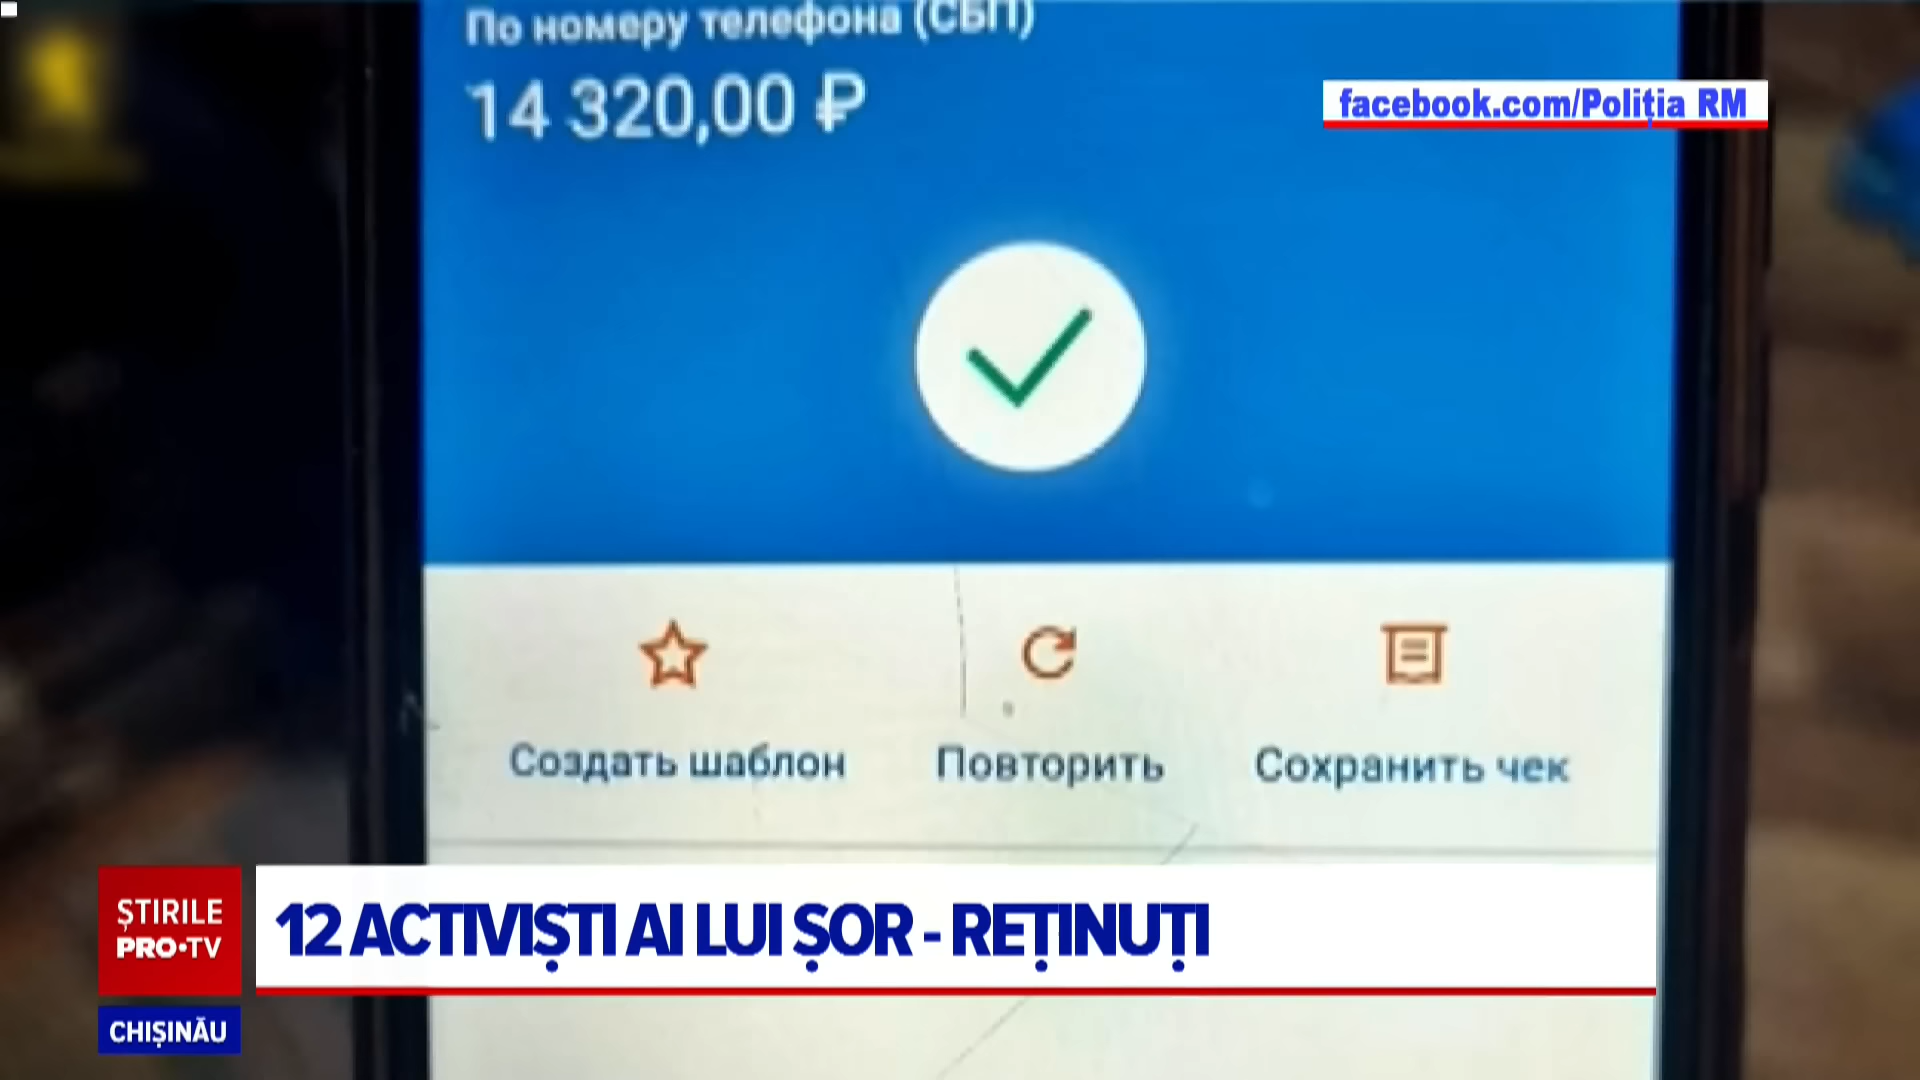 По номеру телефона (СБП)
14 320,00 ₽
facebook.com/Poliția RM
Создать шаблон
Повторить
Сохранить чек
ȘTIRILE
PRO•TV
12 ACTIVIȘTI AI LUI ȘOR - REȚINUȚI
CHIȘINĂU